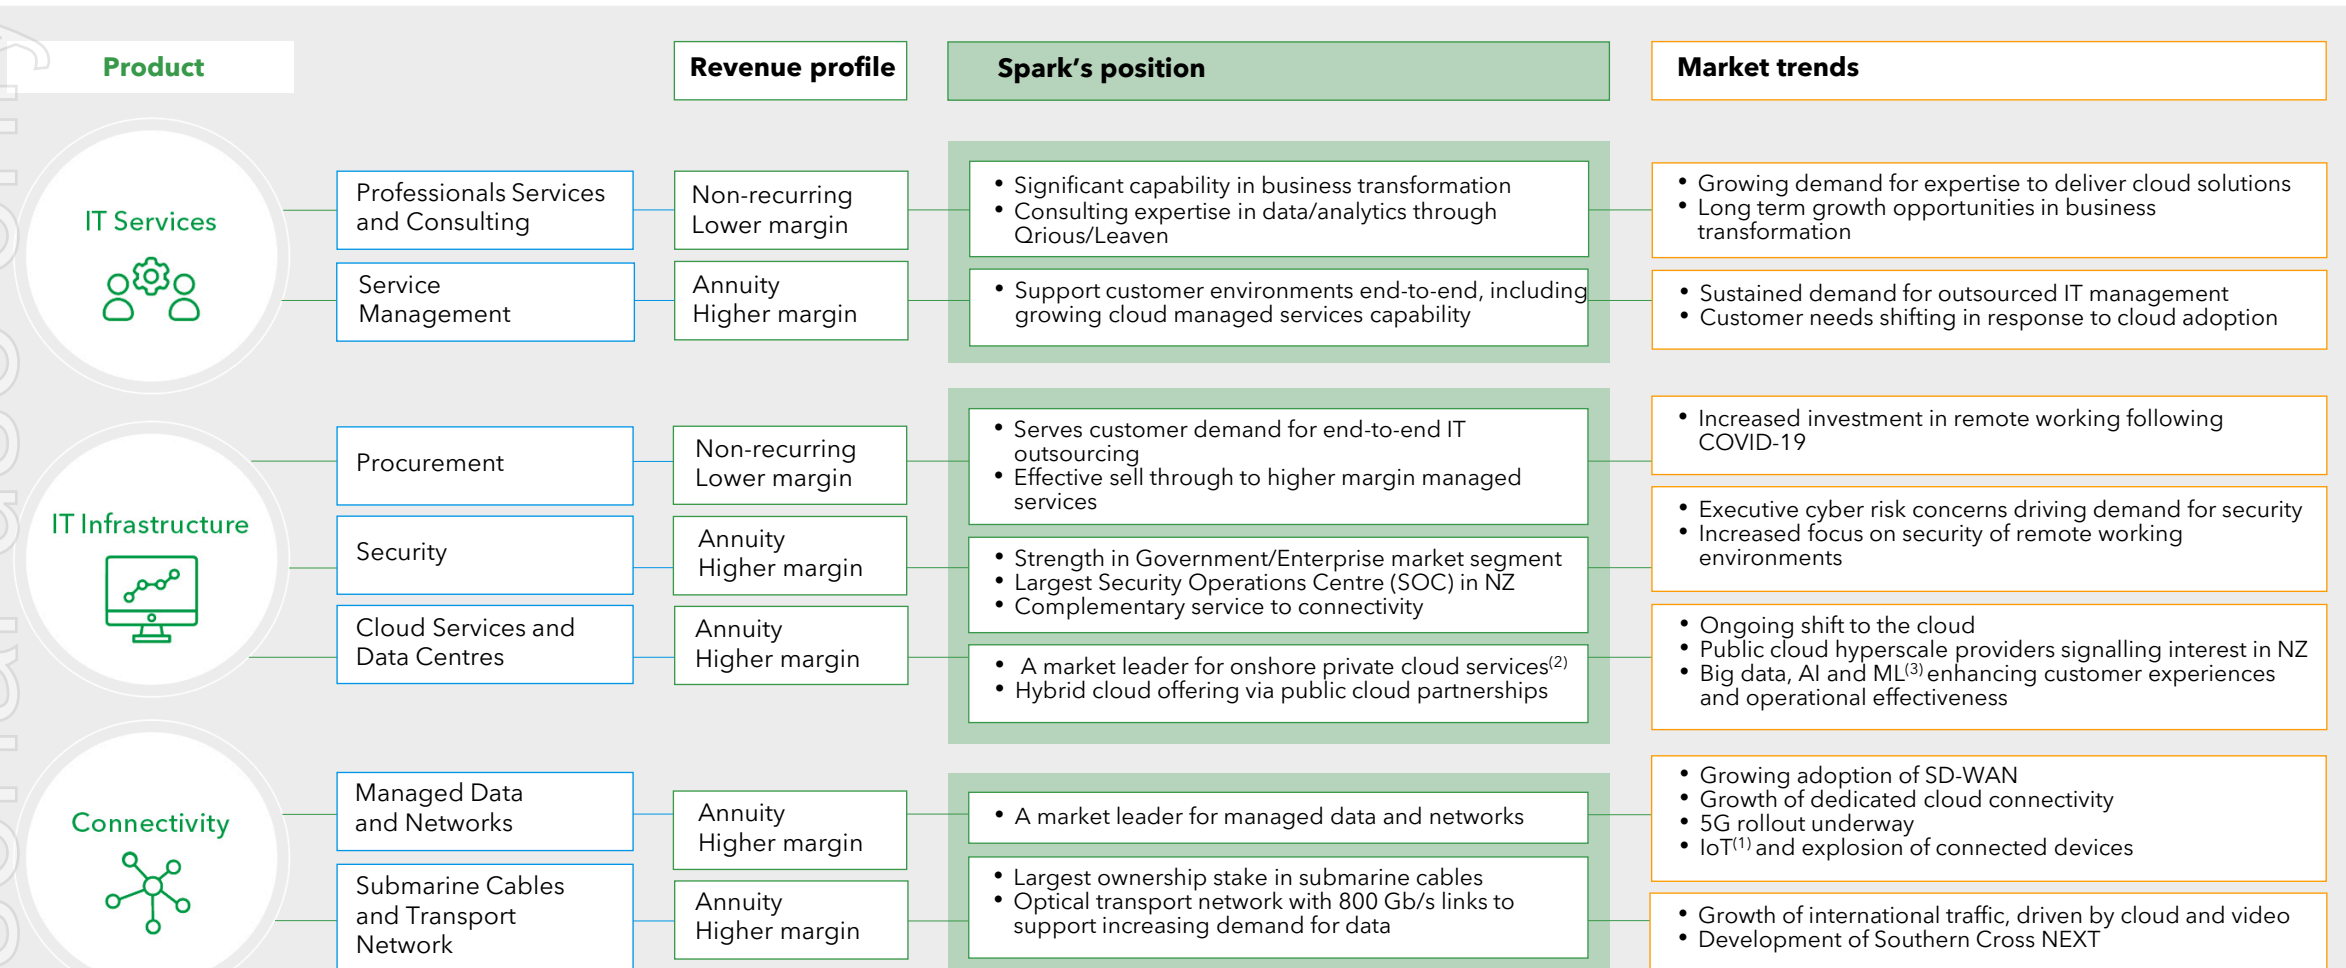 Product
Revenue profile
Spark's position
Market trends
IT Services
Professionals Services
and Consulting
Non-recurring
Lower margin
• Significant capability in business transformation
• Consulting expertise in data/analytics through
Qrious/Leaven
• Growing demand for expertise to deliver cloud solutions
• Long term growth opportunities in business
transformation
Service
Management
Annuity
Higher margin
• Support customer environments end-to-end, including
growing cloud managed services capability
• Sustained demand for outsourced IT management
• Customer needs shifting in response to cloud adoption
IT Infrastructure
Procurement
Non-recurring
Lower margin
• Serves customer demand for end-to-end IT
outsourcing
• Effective sell through to higher margin managed
services
• Increased investment in remote working following
COVID-19
Security
Annuity
Higher margin
• Strength in Government/Enterprise market segment
• Largest Security Operations Centre (SOC) in NZ
• Complementary service to connectivity
• Executive cyber risk concerns driving demand for security
• Increased focus on security of remote working
environments
Cloud Services and
Data Centres
Annuity
Higher margin
• A market leader for onshore private cloud services(2)
• Hybrid cloud offering via public cloud partnerships
• Ongoing shift to the cloud
• Public cloud hyperscale providers signalling interest in NZ
• Big data, AI and ML(3) enhancing customer experiences
and operational effectiveness
Connectivity
Managed Data
and Networks
Annuity
Higher margin
• A market leader for managed data and networks
• Growing adoption of SD-WAN
• Growth of dedicated cloud connectivity
• 5G rollout underway
• IoT(1) and explosion of connected devices
Submarine Cables
and Transport
Network
Annuity
Higher margin
• Largest ownership stake in submarine cables
• Optical transport network with 800 Gb/s links to
support increasing demand for data
• Growth of international traffic, driven by cloud and video
• Development of Southern Cross NEXT